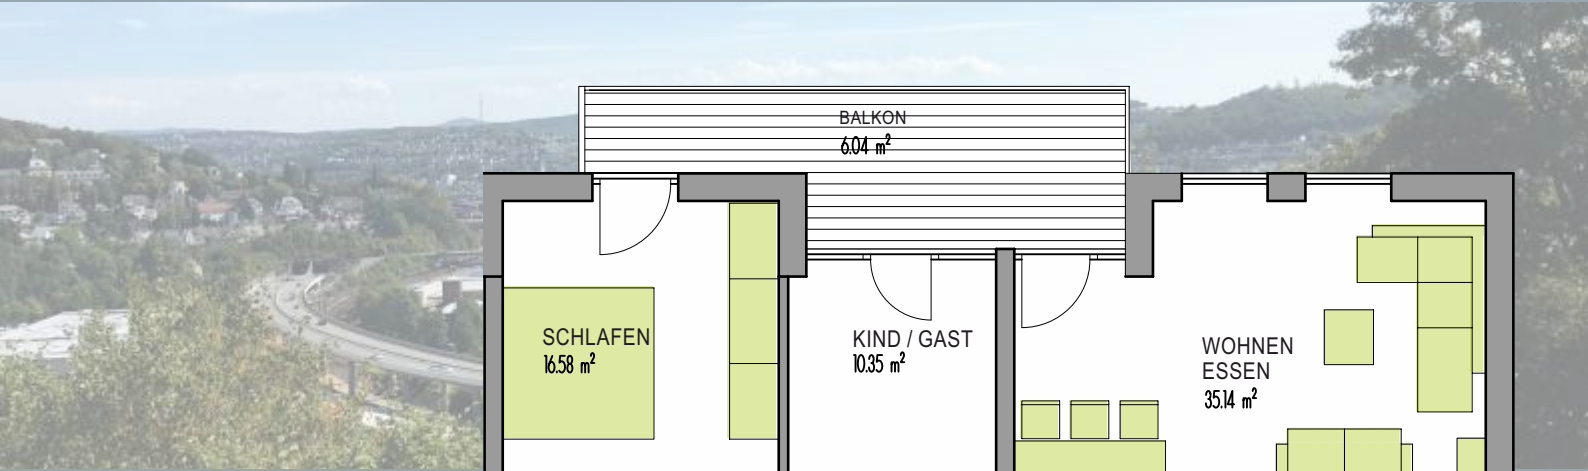 BALKON
6.04 m²
SCHLAFEN
16.58 m²
KIND / GAST
10.35 m²
WOHNEN
ESSEN
35.14 m²